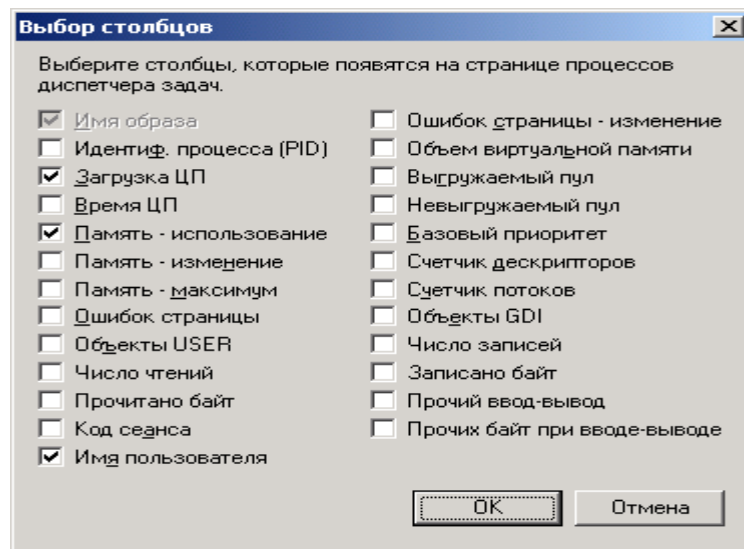 Выбор столбцов
Выберите столбцы, которые появятся на странице процессов
диспетчера задач.
Имя образа
Идентиф. процесса (PID)
Загрузка ЦП
Время ЦП
Память - использование
Память - изменение
Память - максимум
Ошибок страницы
Объекты USER
Число чтений
Прочитано байт
Код сеанса
Имя пользователя
Ошибок страницы - изменение
Объем виртуальной памяти
Выгружаемый пул
Невыгружаемый пул
Базовый приоритет
Счетчик дескрипторов
Счетчик потоков
Объекты GDI
Число записей
Записано байт
Прочий ввод-вывод
Прочих байт при вводе-выводе
OK
Отмена